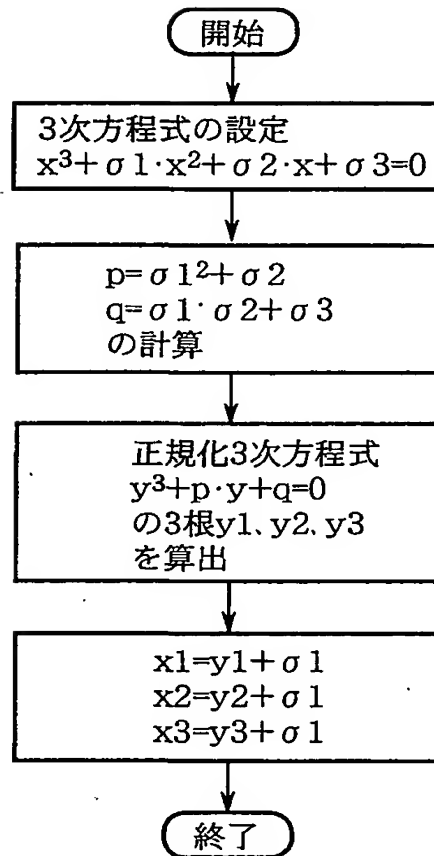 開始
3次方程式の設定
x³+σ1·x²+σ2·x+σ3=0
p=σ1²+σ2
q=σ1·σ2+σ3
の計算
正規化3次方程式
y³+p·y+q=0
の3根y1、y2、y3
を算出
x1=y1+σ1
x2=y2+σ1
x3=y3+σ1
終了